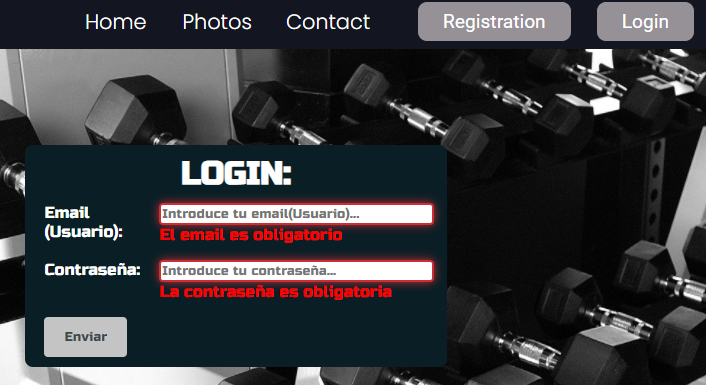 Home Photos Contact Registration Login
LOGIN:
Email
(Usuario):
Introduce tu email(Usuario)...
El email es obligatorio
Contraseña:
Introduce tu contraseña...
La contraseña es obligatoria
Enviar